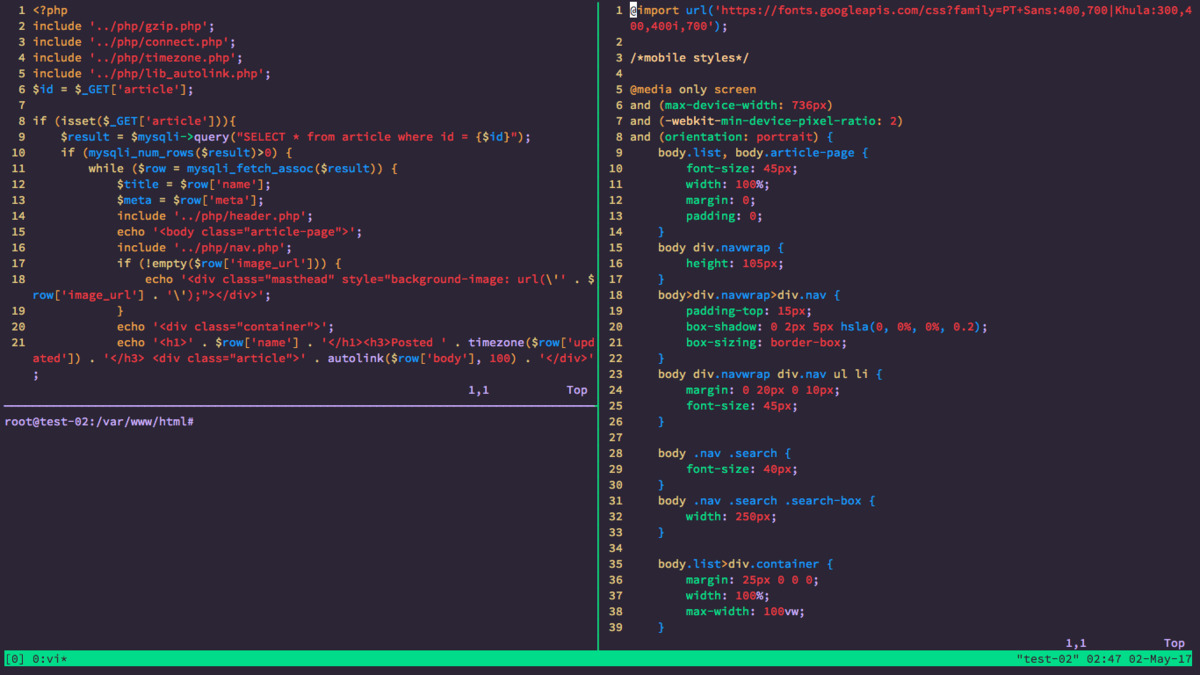 1 <?php
2 include '../php/gzip.php';
3 include '../php/connect.php';
4 include '../php/timezone.php';
5 include '../php/lib_autolink.php';
6 $id = $_GET['article'];
7
8 if (isset($_GET['article'])){
9     $result = $mysqli->query("SELECT * from article where id = {$id}");
10     if (mysqli_num_rows($result)>0) {
11         while ($row = mysqli_fetch_assoc($result)) {
12             $title = $row['name'];
13             $meta = $row['meta'];
14             include '../php/header.php';
15             echo '<body class="article-page">';
16             include '../php/nav.php';
17             if (!empty($row['image_url'])) {
18                 echo '<div class="masthead" style="background-image: url(\'' . $
row['image_url'] . '\');"></div>';
19             }
20             echo '<div class="container">';
21             echo '<h1>' . $row['name'] . '</h1><h3>Posted ' . timezone($row['upd
ated']) . '</h3> <div class="article">' . autolink($row['body'], 100) . '</div>'
;
1,1 Top
root@test-02:/var/www/html#
1 @import url('https://fonts.googleapis.com/css?family=PT+Sans:400,700|Khula:300,4
00,400i,700');
2
3 /*mobile styles*/
4
5 @media only screen
6 and (max-device-width: 736px)
7 and (-webkit-min-device-pixel-ratio: 2)
8 and (orientation: portrait) {
9     body.list, body.article-page {
10         font-size: 45px;
11         width: 100%;
12         margin: 0;
13         padding: 0;
14     }
15     body div.navwrap {
16         height: 105px;
17     }
18     body>div.navwrap>div.nav {
19         padding-top: 15px;
20         box-shadow: 0 2px 5px hsla(0, 0%, 0%, 0.2);
21         box-sizing: border-box;
22     }
23     body div.navwrap div.nav ul li {
24         margin: 0 20px 0 10px;
25         font-size: 45px;
26     }
27
28     body .nav .search {
29         font-size: 40px;
30     }
31     body .nav .search .search-box {
32         width: 250px;
33     }
34
35     body.list>div.container {
36         margin: 25px 0 0 0;
37         width: 100%;
38         max-width: 100vw;
39     }
1,1 Top
[0] 0:vi* "test-02" 02:47 02-May-17